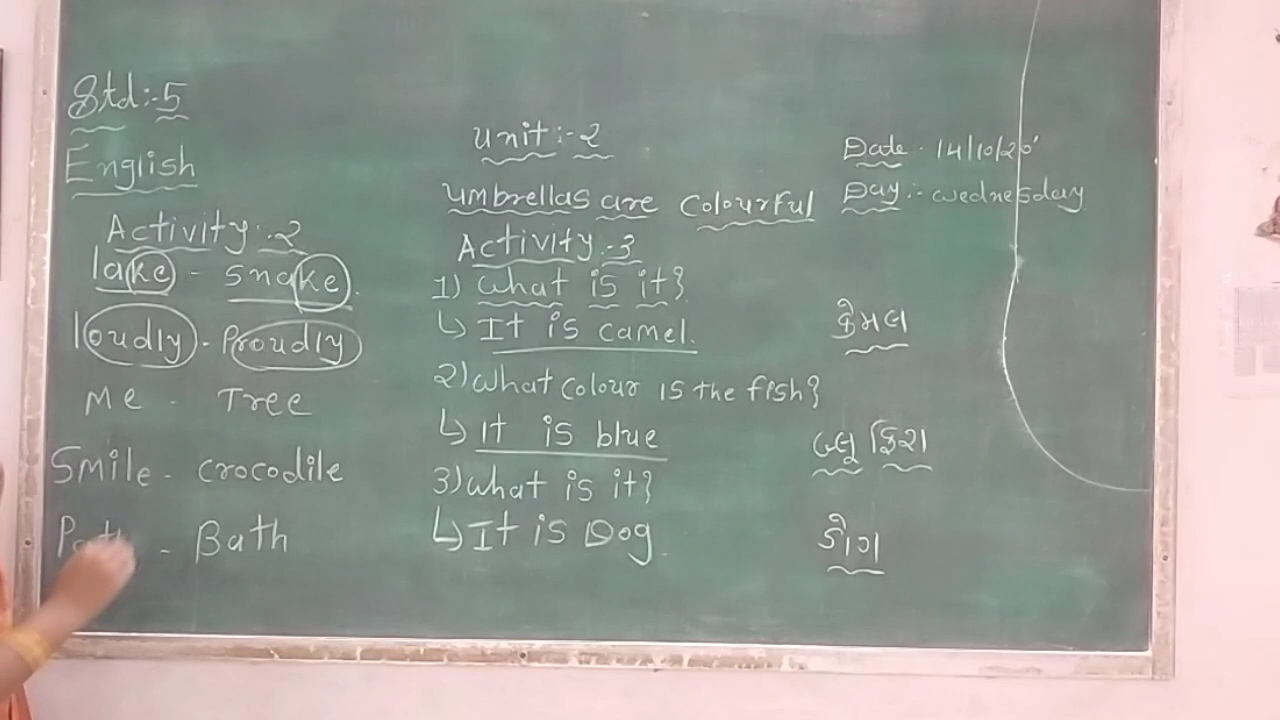 Std:-5
English
Activity:-2
lake - snake.
loudly - Proudly
Me - Tree
Smile - crocodile
Path - Bath
Unit:-2
Umbrellas are Colourful
Activity:-3
1) What is it?
↳ It is camel.
2) What colour is the fish?
↳ It is blue
3) What is it?
↳ It is Dog.
Date - 14/10/20'
Day:- Wednesday
કેમલ
બ્લુ ફિશ
ડોગ